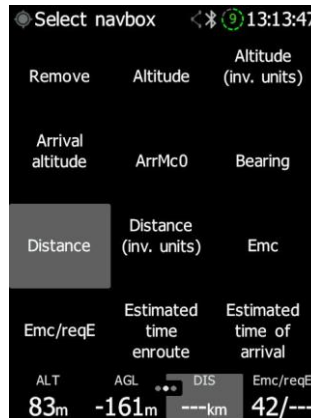 Select navbox
9
13:13:47
Remove
Altitude
Altitude
(inv. units)
Arrival
altitude
ArrMc0
Bearing
Distance
Distance
(inv. units)
Emc
Emc/reqE
Estimated
time
enroute
Estimated
time of
arrival
ALT
AGL
DIS
Emc/reqE
83m
-161m
---km
42/---